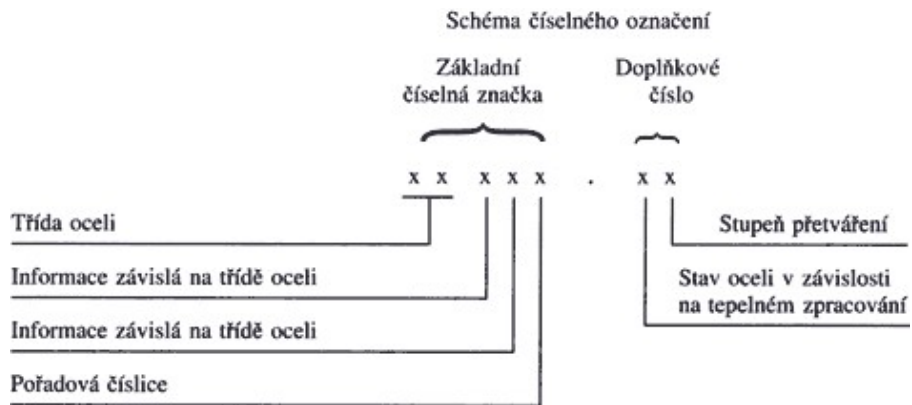 Schéma číselného označení
Základní
číselná značka
Doplňkové
číslo
x x x x x . x x
Třída oceli
Stupeň přetváření
Informace závislá na třídě oceli
Stav oceli v závislosti
na tepelném zpracování
Informace závislá na třídě oceli
Pořadová číslice